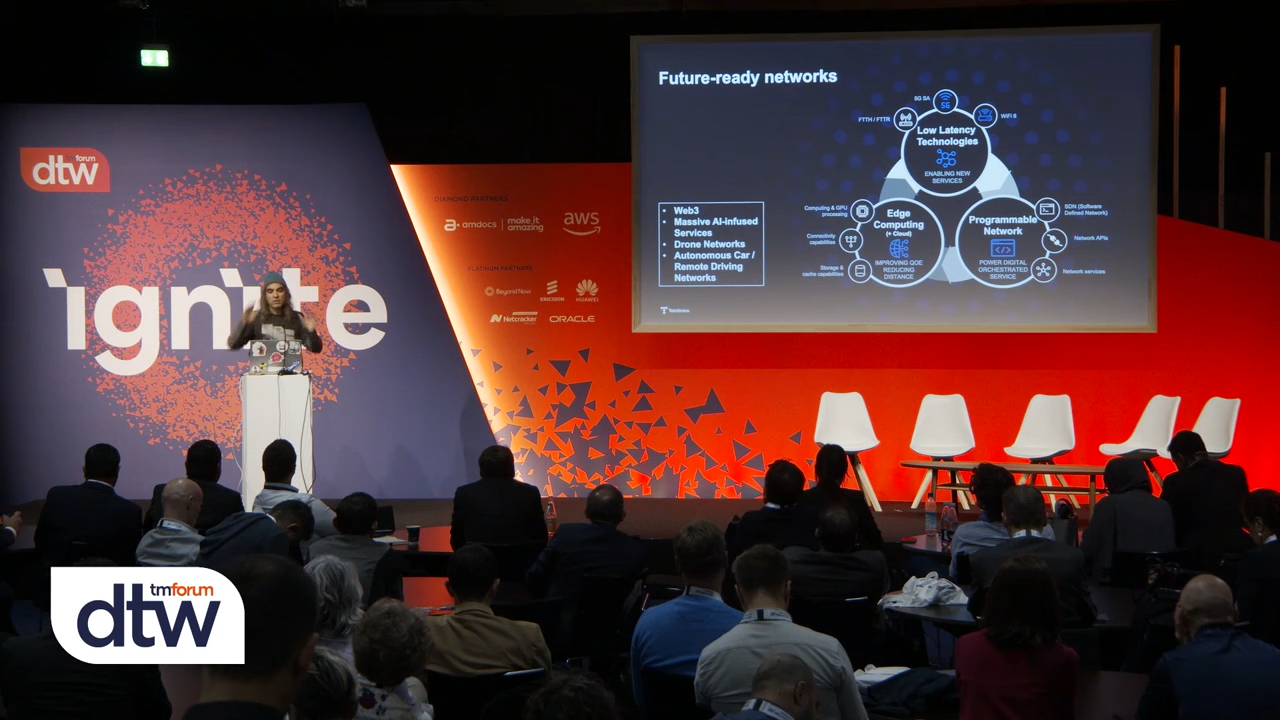 forum
dtw
ignite
DIAMOND PARTNERS
amdocs | make it amazing
aws
PLATINUM PARTNERS
Beyond Now
ERICSSON
HUAWEI
Netcracker
ORACLE
Future-ready networks
5G SA
5G
FTTH / FTTR
WiFi 6
Low Latency
Technologies
ENABLING NEW
SERVICES
• Web3
• Massive AI-infused
Services
• Drone Networks
• Autonomous Car /
Remote Driving
Networks
Computing & GPU
processing
Connectivity
capabilities
Storage &
cache capabilities
Edge
Computing
(+ Cloud)
IMPROVING QOE
REDUCING
DISTANCE
Programmable
Network
POWER DIGITAL
ORCHESTRATED
SERVICE
SDN (Software
Defined Network)
Network APIs
Network services
Telefónica
tmforum
dtw